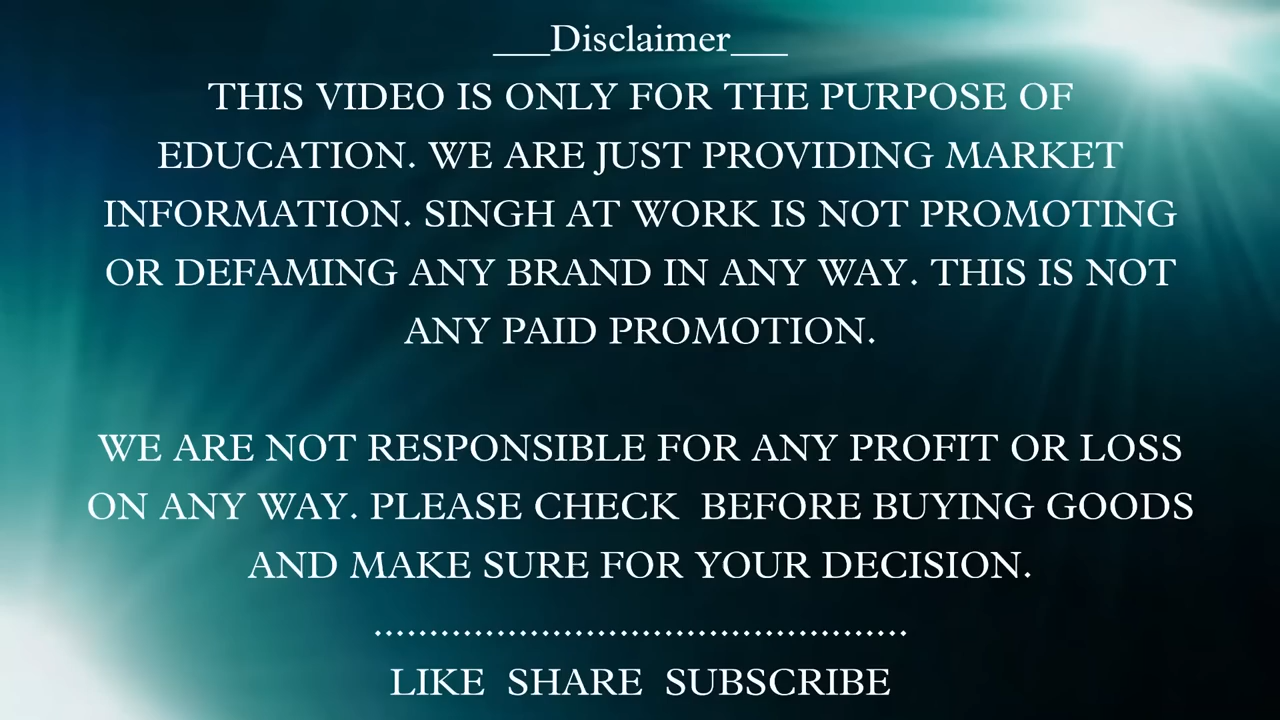 ___Disclaimer___
THIS VIDEO IS ONLY FOR THE PURPOSE OF
EDUCATION. WE ARE JUST PROVIDING MARKET
INFORMATION. SINGH AT WORK IS NOT PROMOTING
OR DEFAMING ANY BRAND IN ANY WAY. THIS IS NOT
ANY PAID PROMOTION.
WE ARE NOT RESPONSIBLE FOR ANY PROFIT OR LOSS
ON ANY WAY. PLEASE CHECK  BEFORE BUYING GOODS
AND MAKE SURE FOR YOUR DECISION.
.................................................
LIKE  SHARE  SUBSCRIBE